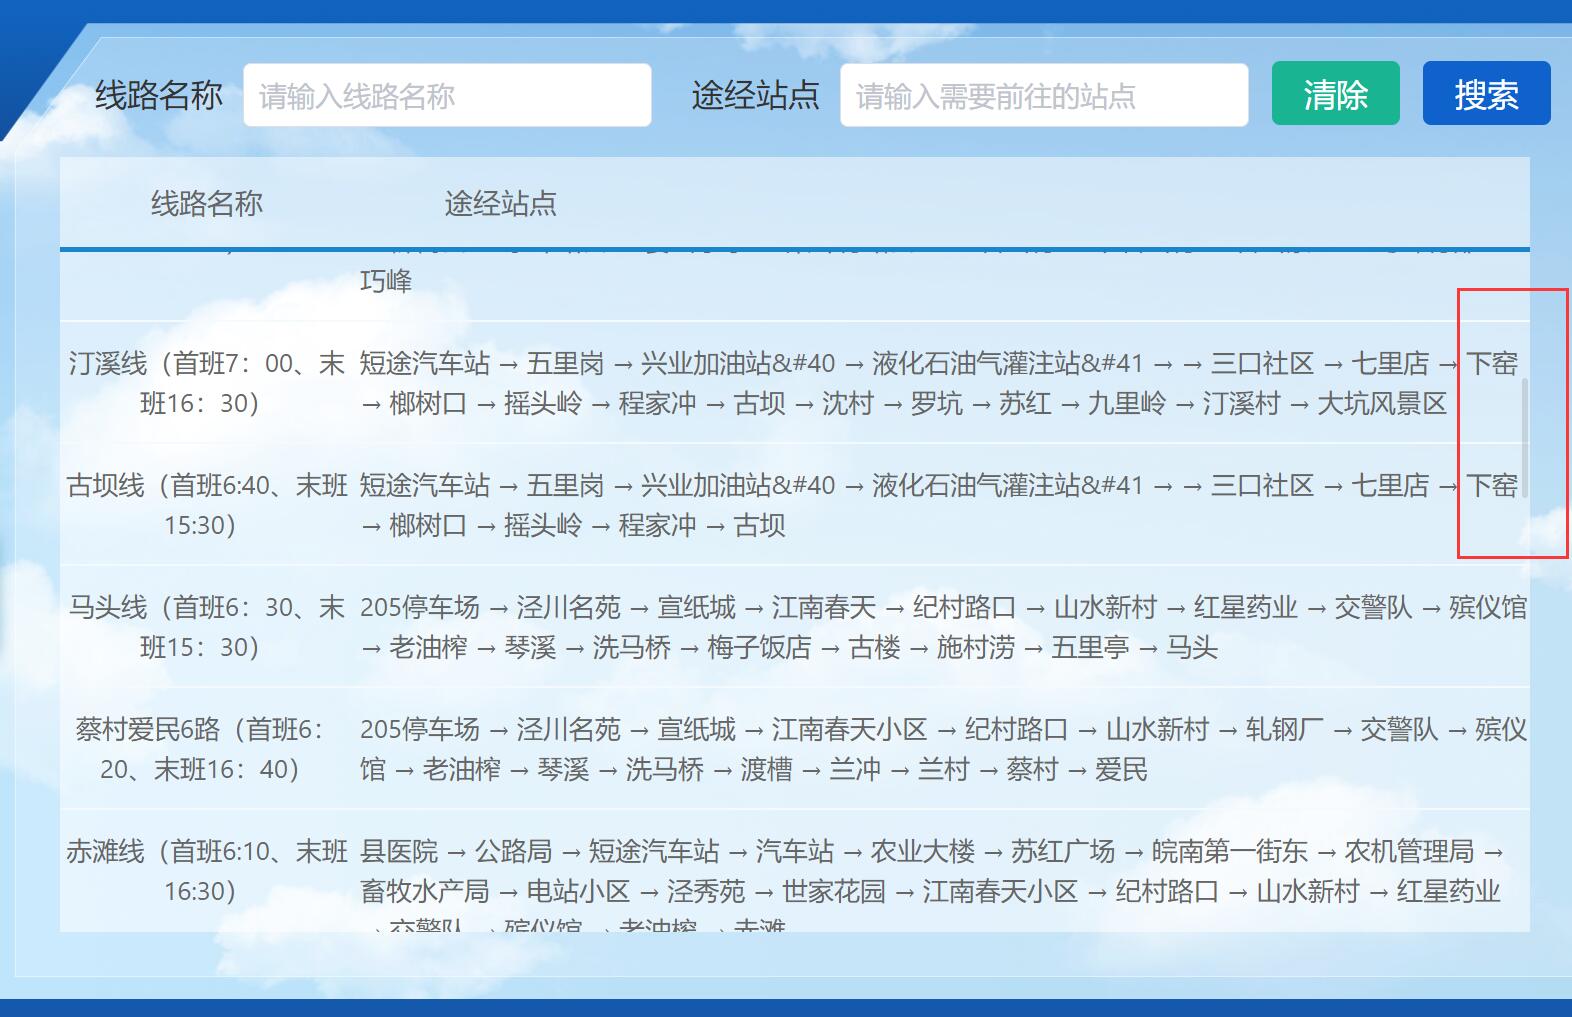 线路名称 请输入线路名称 途经站点 请输入需要前往的站点 清除 搜索
线路名称 途经站点
巧峰
汀溪线（首班7：00、末 短途汽车站 → 五里岗 → 兴业加油站&#40 → 液化石油气灌注站&#41 → → 三口社区 → 七里店 → 下窑
班16：30） → 榔树口 → 摇头岭 → 程家冲 → 古坝 → 沈村 → 罗坑 → 苏红 → 九里岭 → 汀溪村 → 大坑风景区
古坝线（首班6:40、末班 短途汽车站 → 五里岗 → 兴业加油站&#40 → 液化石油气灌注站&#41 → → 三口社区 → 七里店 → 下窑
15:30） → 榔树口 → 摇头岭 → 程家冲 → 古坝
马头线（首班6：30、末 205停车场 → 泾川名苑 → 宣纸城 → 江南春天 → 纪村路口 → 山水新村 → 红星药业 → 交警队 → 殡仪馆
班15：30） → 老油榨 → 琴溪 → 洗马桥 → 梅子饭店 → 古楼 → 施村涝 → 五里亭 → 马头
蔡村爱民6路（首班6： 205停车场 → 泾川名苑 → 宣纸城 → 江南春天小区 → 纪村路口 → 山水新村 → 轧钢厂 → 交警队 → 殡仪
20、末班16：40） 馆 → 老油榨 → 琴溪 → 洗马桥 → 渡槽 → 兰冲 → 兰村 → 蔡村 → 爱民
赤滩线（首班6:10、末班 县医院 → 公路局 → 短途汽车站 → 汽车站 → 农业大楼 → 苏红广场 → 皖南第一街东 → 农机管理局 →
16:30） 畜牧水产局 → 电站小区 → 泾秀苑 → 世家花园 → 江南春天小区 → 纪村路口 → 山水新村 → 红星药业
→ 交警队 → 殡仪馆 → 老油榨 → 赤滩